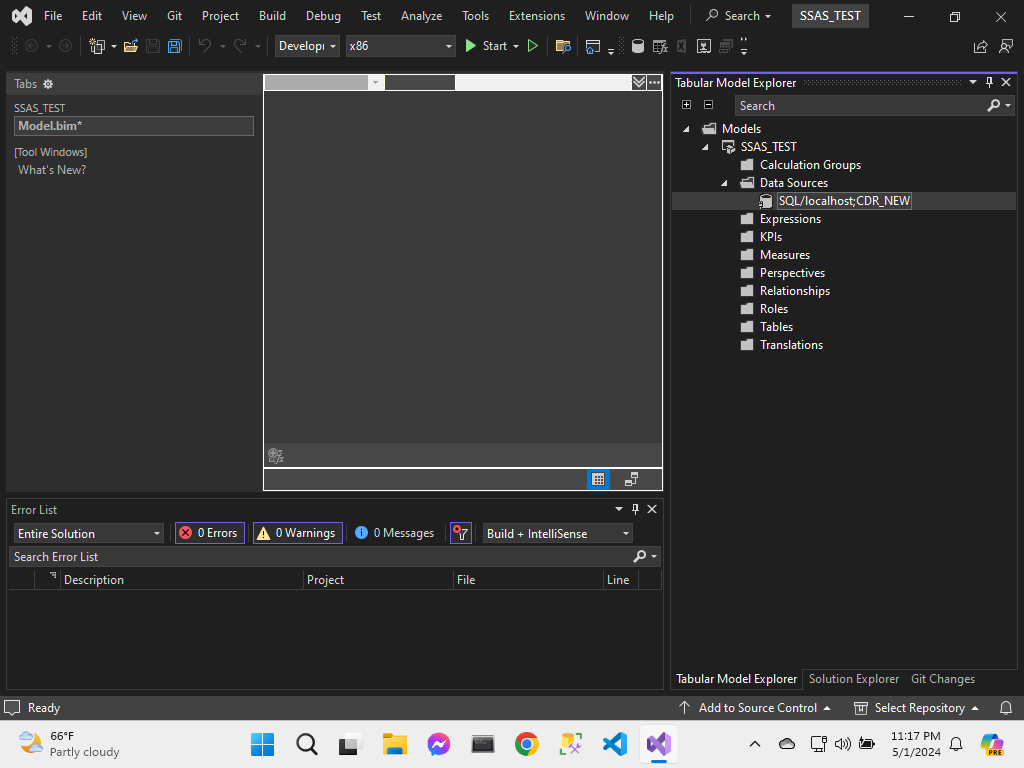 File Edit View Git Project Build Debug Test Analyze Tools Extensions Window Help Search SSAS_TEST
Developı x86 Start
Tabs
SSAS_TEST
Model.bim*
[Tool Windows]
What's New?
Tabular Model Explorer
Search
Models
SSAS_TEST
Calculation Groups
Data Sources
SQL/localhost;CDR_NEW
Expressions
KPIs
Measures
Perspectives
Relationships
Roles
Tables
Translations
Error List
Entire Solution 0 Errors 0 Warnings 0 Messages Build + IntelliSense
Search Error List
Description Project File Line
Tabular Model Explorer Solution Explorer Git Changes
Ready Add to Source Control Select Repository
66°F
Partly cloudy
11:17 PM
5/1/2024
PRE